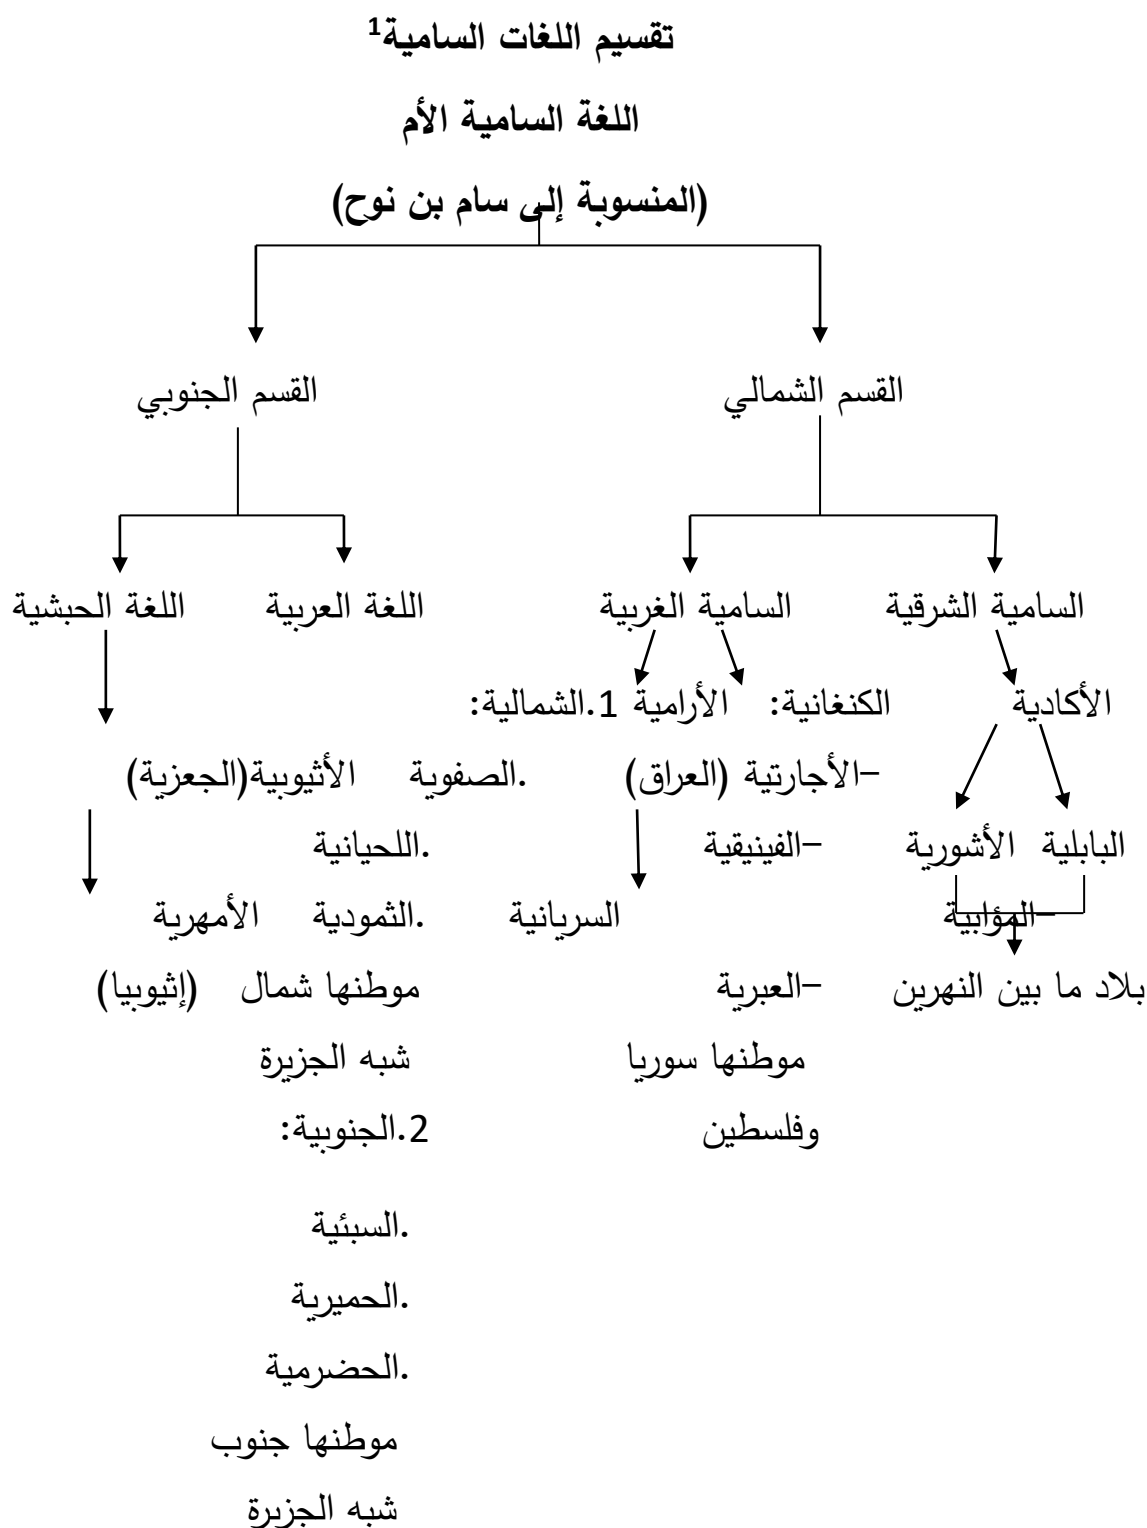 تقسيم اللغات السامية1
اللغة السامية الأم
(المنسوبة إلى سام بن نوح)
القسم الشمالي القسم الجنوبي
السامية الشرقية السامية الغربية اللغة العربية اللغة الحبشية
الأكادية الكنغانية: الأرامية 1.الشمالية:
-الأجارتية (العراق) .الصفوية الأثيوبية(الجعزية)
البابلية الأشورية -الفينيقية .اللحيانية
-المؤابية السريانية .الثمودية الأمهرية
بلاد ما بين النهرين -العبرية موطنها شمال (إثيوبيا)
موطنها سوريا شبه الجزيرة
وفلسطين 2.الجنوبية:
.السبئية
.الحميرية
.الحضرمية
موطنها جنوب
شبه الجزيرة